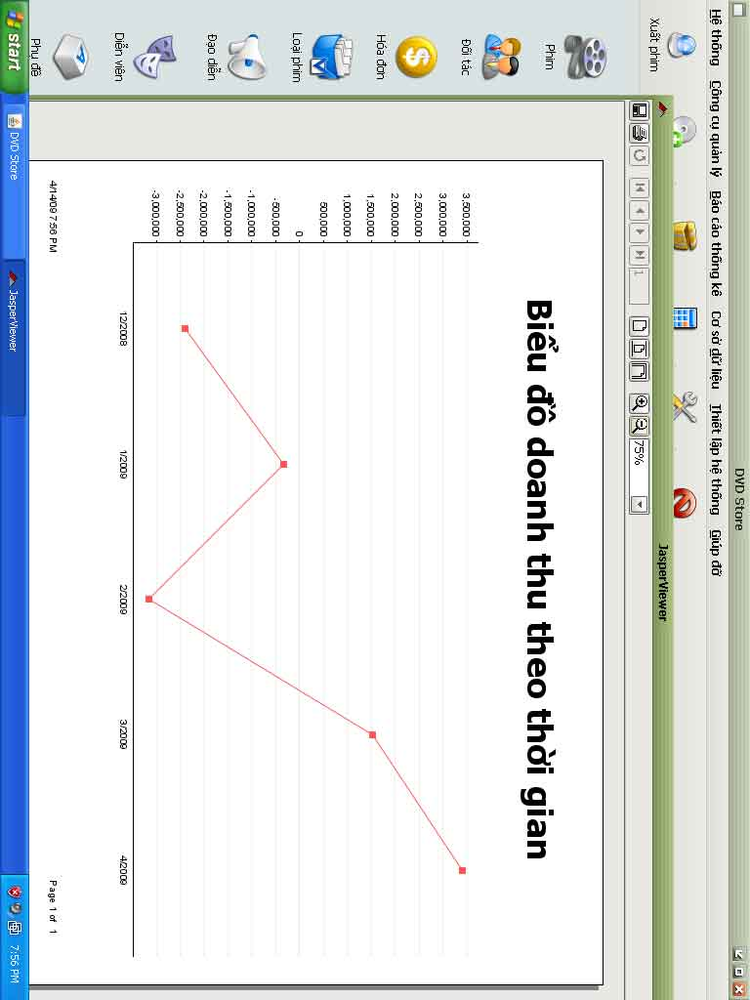 DVD Store
Hệ thống Công cụ quản lý Báo cáo thống kê Cơ sở dữ liệu Thiết lập hệ thống Giúp đỡ
Xuất phim
JasperViewer
Phim
Đối tác
Hóa đơn
Loại phim
Đạo diễn
Diễn viên
Phụ đề
1
75%
Biểu đồ doanh thu theo thời gian
3,500,000
3,000,000
2,500,000
2,000,000
1,500,000
1,000,000
500,000
0
-500,000
-1,000,000
-1,500,000
-2,000,000
-2,500,000
-3,000,000
12/2008 1/2009 2/2009 3/2009 4/2009
4/14/09 7:56 PM Page 1 of 1
start DVD Store JasperViewer 7:56 PM